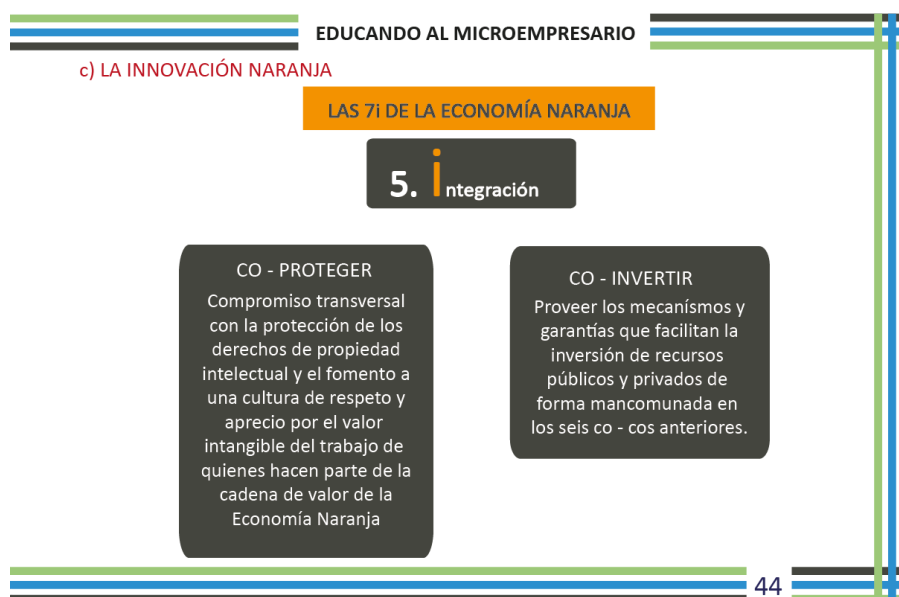 EDUCANDO AL MICROEMPRESARIO
c) LA INNOVACIÓN NARANJA
LAS 7i DE LA ECONOMÍA NARANJA
5. integración
CO - PROTEGER
Compromiso transversal
con la protección de los
derechos de propiedad
intelectual y el fomento a
una cultura de respeto y
aprecio por el valor
intangible del trabajo de
quienes hacen parte de la
cadena de valor de la
Economía Naranja
CO - INVERTIR
Proveer los mecanísmos y
garantías que facilitan la
inversión de recursos
públicos y privados de
forma mancomunada en
los seis co - cos anteriores.
44